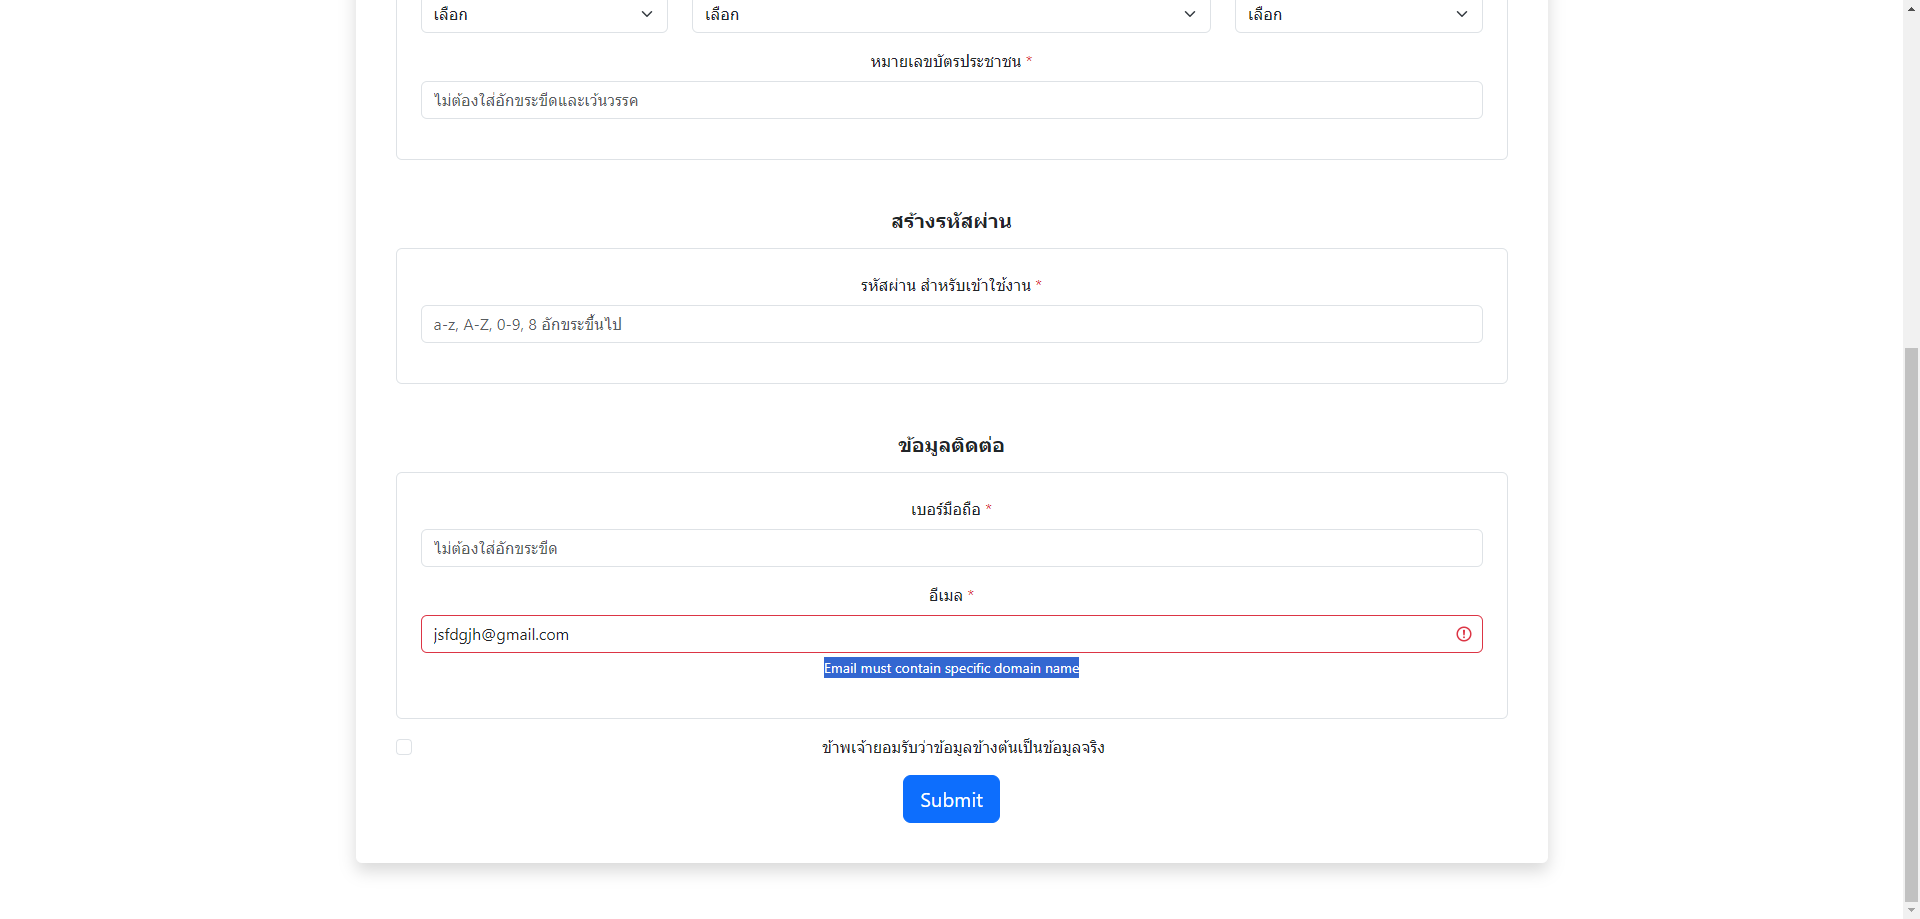 เลือก
เลือก
เลือก
หมายเลขบัตรประชาชน *
ไม่ต้องใส่อักขระขีดและเว้นวรรค
สร้างรหัสผ่าน
รหัสผ่าน สำหรับเข้าใช้งาน *
a-z, A-Z, 0-9, 8 อักขระขึ้นไป
ข้อมูลติดต่อ
เบอร์มือถือ *
ไม่ต้องใส่อักขระขีด
อีเมล *
jsfdgjh@gmail.com
Email must contain specific domain name
ข้าพเจ้ายอมรับว่าข้อมูลข้างต้นเป็นข้อมูลจริง
Submit